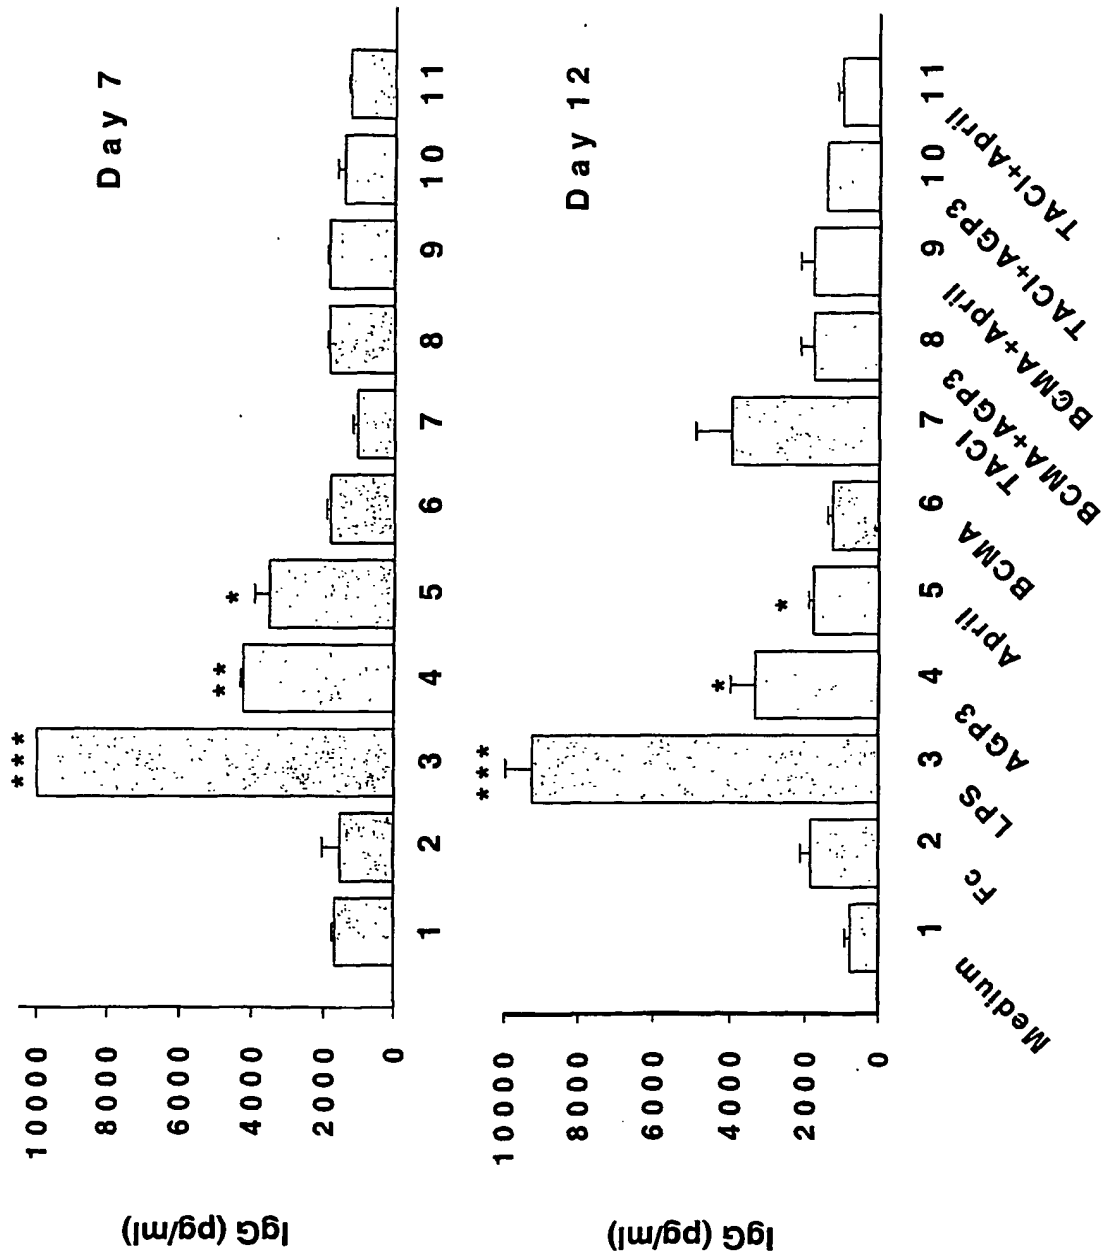 Day 7
IgG (pg/ml)
10000
8000
6000
4000
2000
0
***
**
*
1 2 3 4 5 6 7 8 9 10 11
Day 12
IgG (pg/ml)
10000
8000
6000
4000
2000
0
***
*
*
1 2 3 4 5 6 7 8 9 10 11
Medium
Fc
LPS
AGP3
April
BCMA
TACI
BCMA+AGP3
BCMA+April
TACI+AGP3
TACI+April